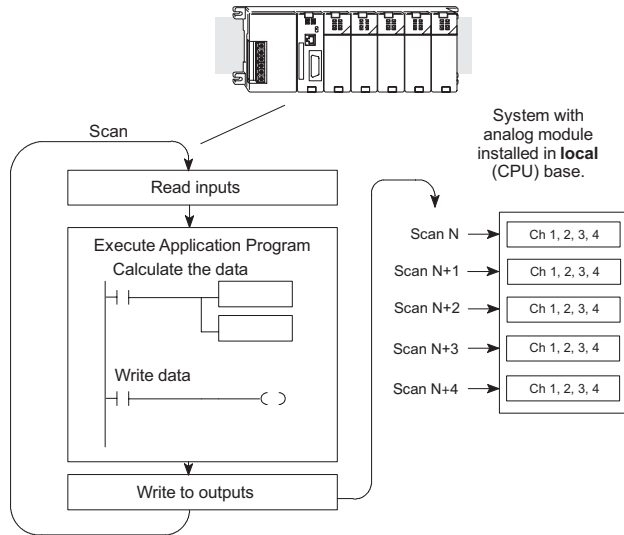 System with
analog module
installed in local
(CPU) base.
Scan
Read inputs
Execute Application Program
Calculate the data
Write data
Write to outputs
Scan N
Ch 1, 2, 3, 4
Scan N+1
Ch 1, 2, 3, 4
Scan N+2
Ch 1, 2, 3, 4
Scan N+3
Ch 1, 2, 3, 4
Scan N+4
Ch 1, 2, 3, 4